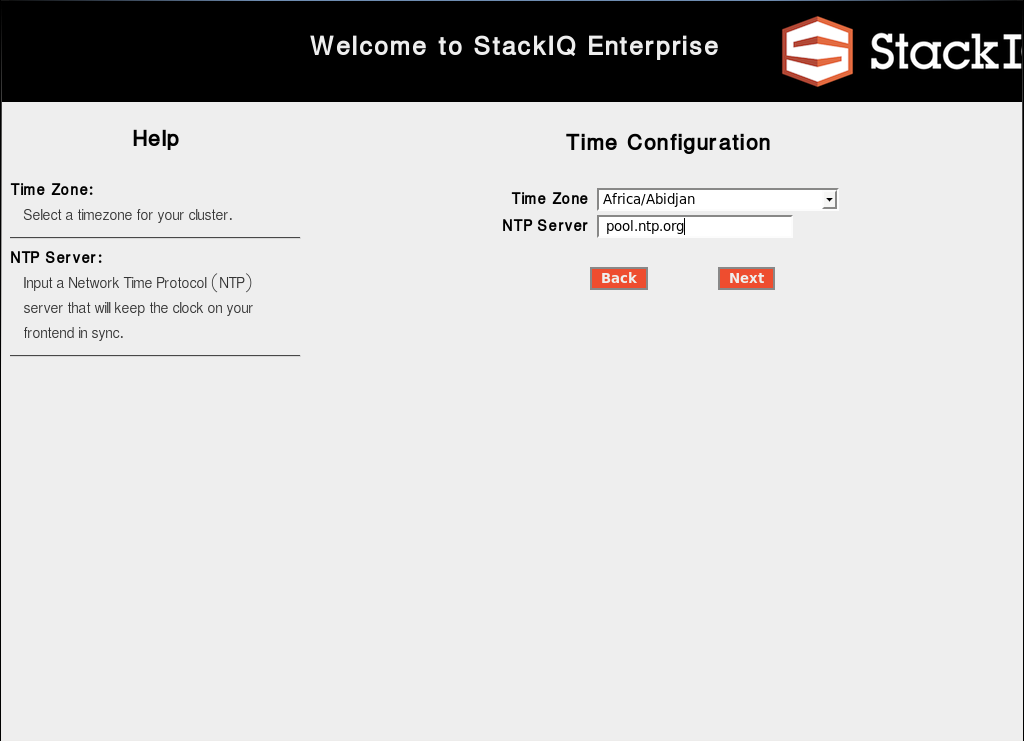 Welcome to StackIQ Enterprise
StackI
Help
Time Zone:
Select a timezone for your cluster.
NTP Server:
Input a Network Time Protocol (NTP)
server that will keep the clock on your
frontend in sync.
Time Configuration
Time Zone Africa/Abidjan
NTP Server pool.ntp.org
Back Next